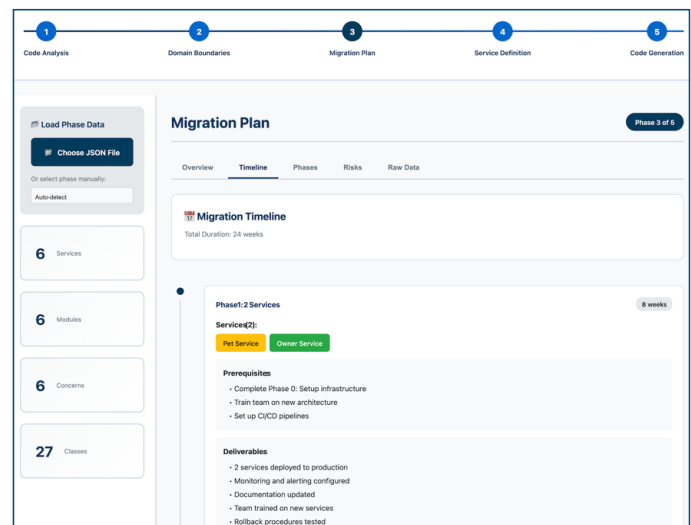 1
2
3
4
5
Code Analysis
Domain Boundaries
Migration Plan
Service Definition
Code Generation
Load Phase Data
Choose JSON File
Or select phase manually:
Auto-detect
6 Services
6 Modules
6 Concerns
27 Classes
Migration Plan
Phase 3 of 5
Overview Timeline Phases Risks Raw Data
17 Migration Timeline
Total Duration: 24 weeks
Phase1: 2 Services
8 weeks
Services(2):
Pet Service Owner Service
Prerequisites
• Complete Phase 0: Setup infrastructure
• Train team on new architecture
• Set up CI/CD pipelines
Deliverables
• 2 services deployed to production
• Monitoring and alerting configured
• Documentation updated
• Team trained on new services
• Rollback procedures tested